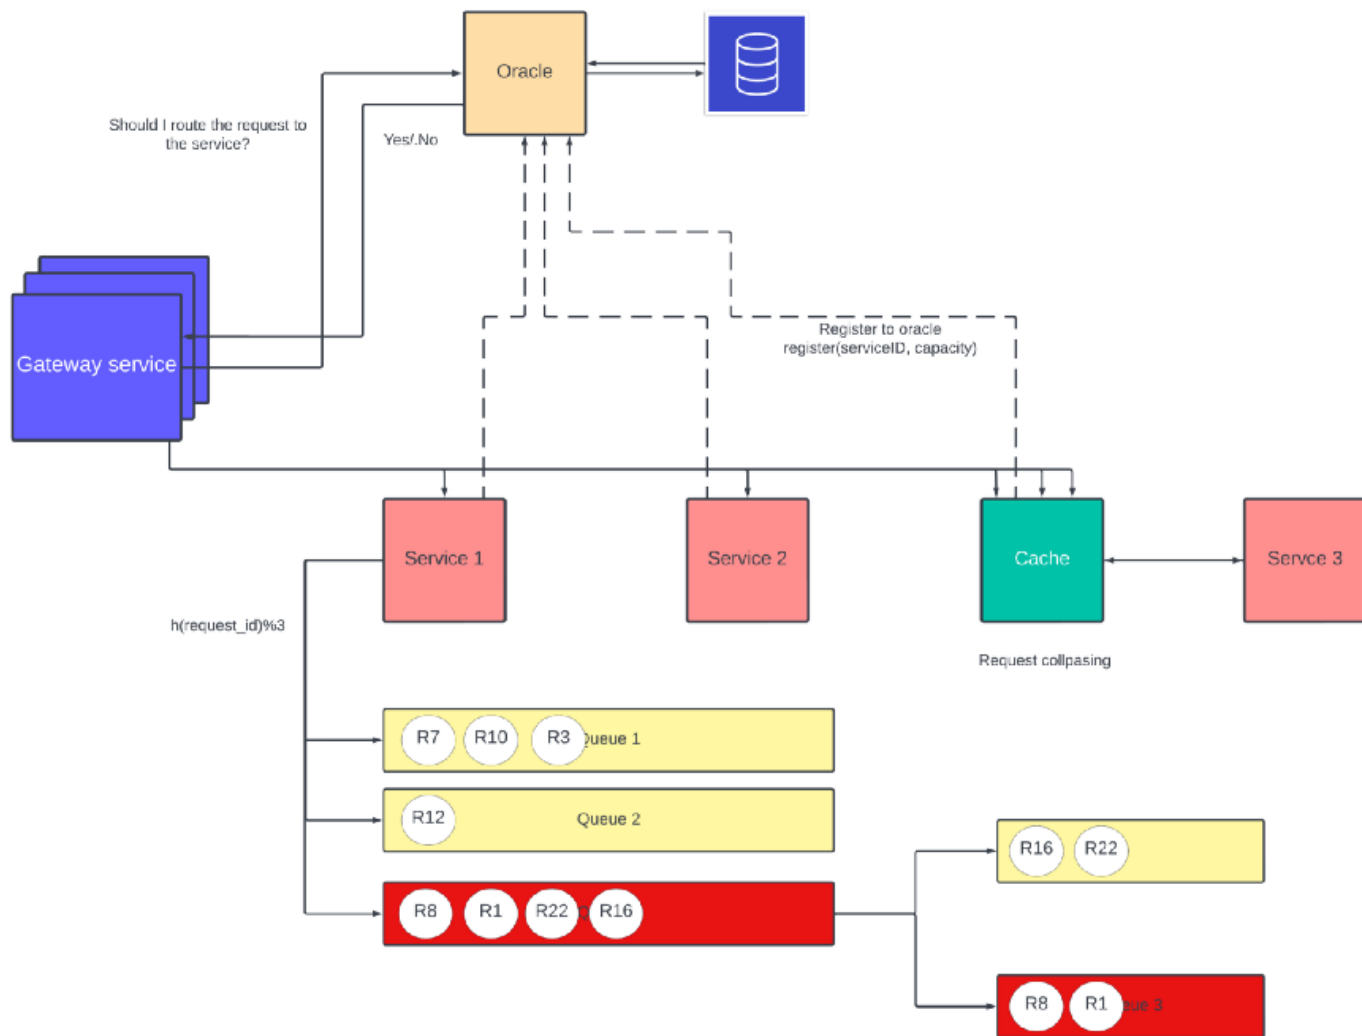 Oracle
Should I route the request to
the service?
Yes/.No
Gateway service
Register to oracle
register(serviceID, capacity)
Service 1
Service 2
Cache
Servce 3
h(request_id)%3
Request collpasing
R7 R10 R3 Queue 1
R12 Queue 2
R16 R22
R8 R1 R22 R16
R8 R1 3